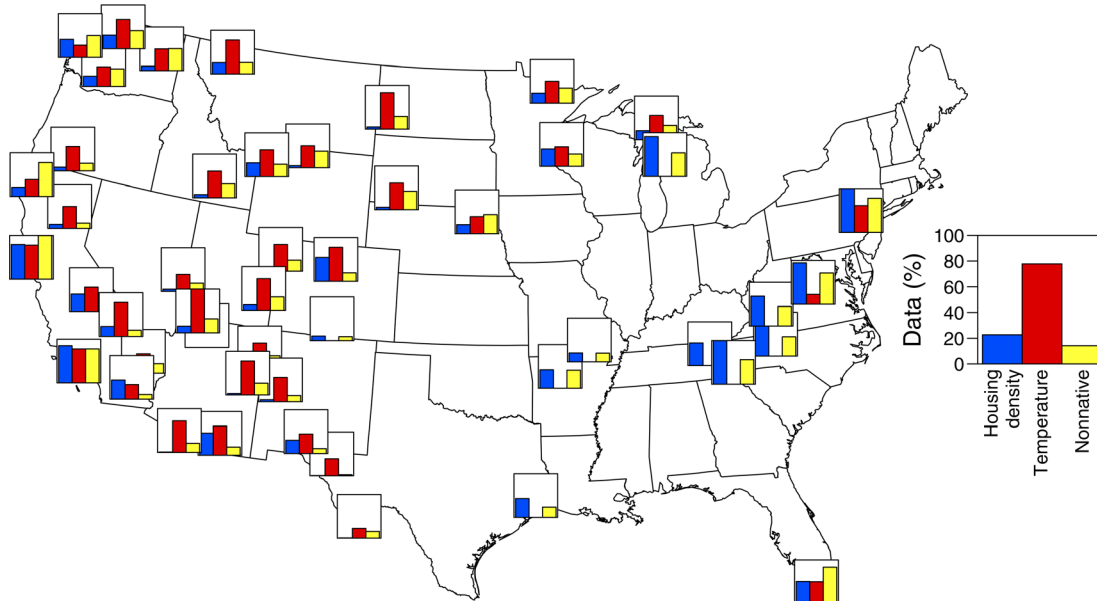 Data (%)
100
80
60
40
20
0
Housing
density
Temperature
Nonnative